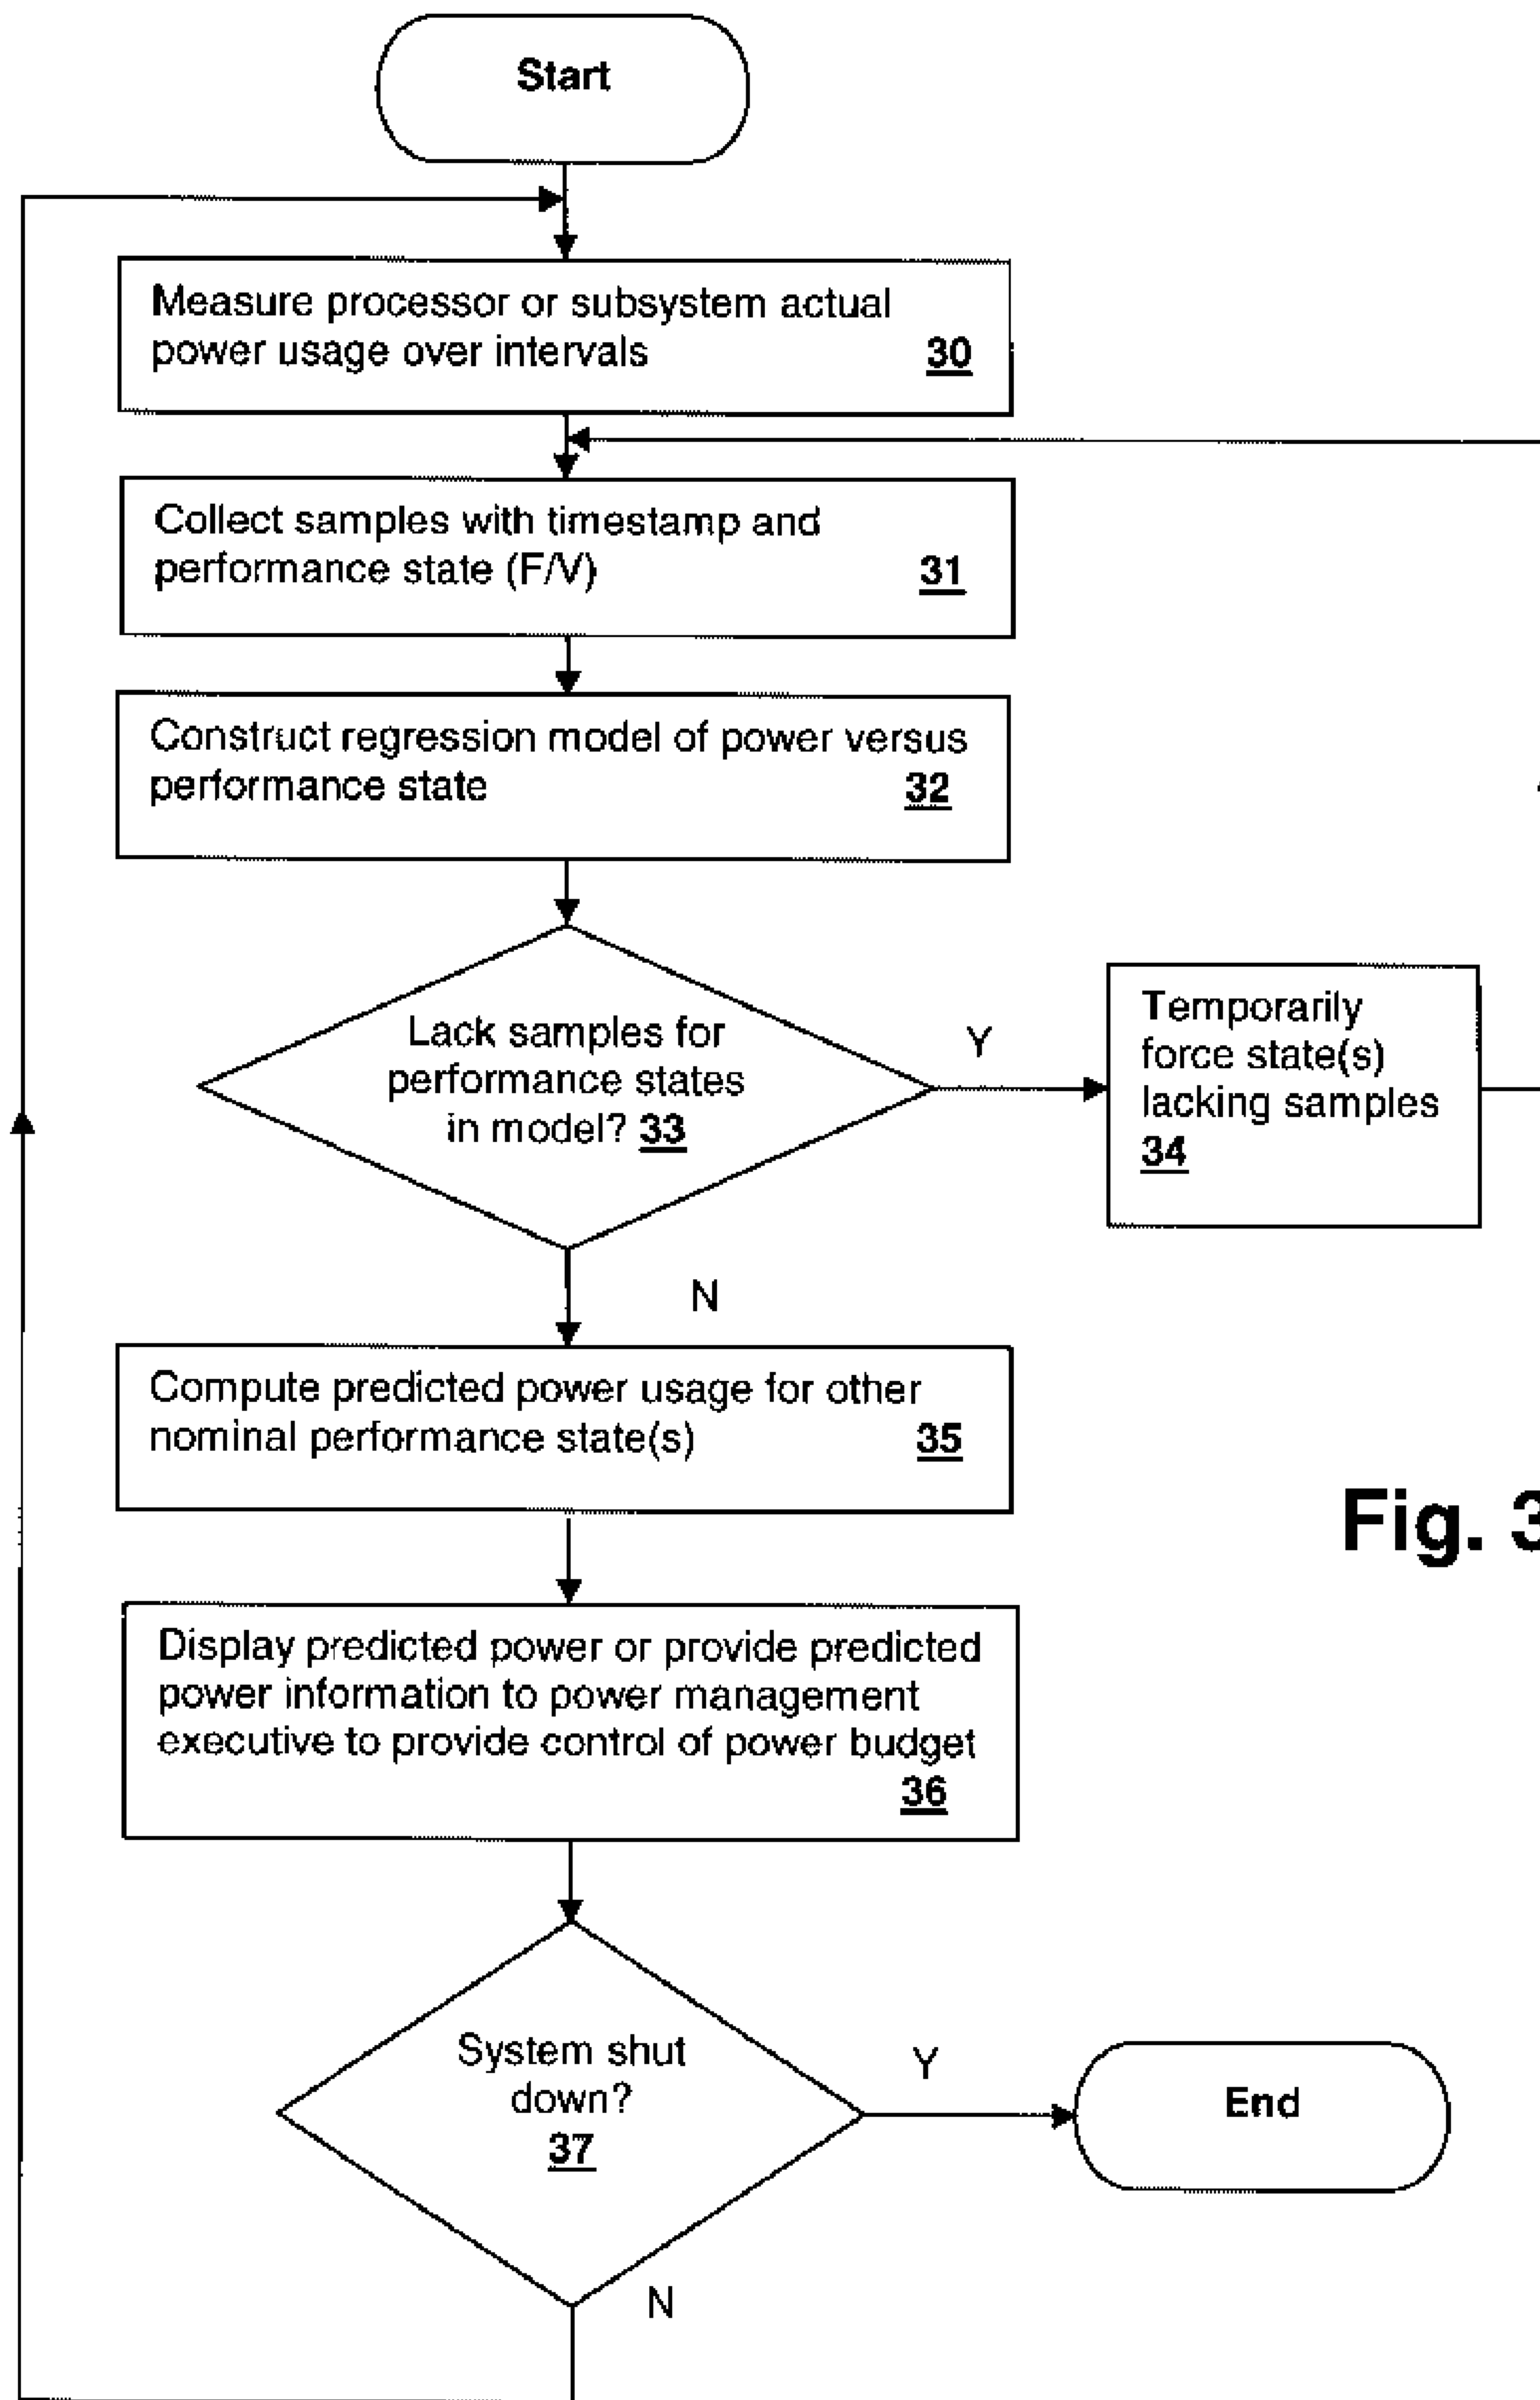 Start
Measure processor or subsystem actual
power usage over intervals 30
Collect samples with timestamp and
performance state (F/V) 31
Construct regression model of power versus
performance state 32
Lack samples for
performance states
in model? 33
Y
Temporarily
force state(s)
lacking samples
34
N
Compute predicted power usage for other
nominal performance state(s) 35
Fig. 3
Display predicted power or provide predicted
power information to power management
executive to provide control of power budget
36
System shut
down?
37
Y
End
N